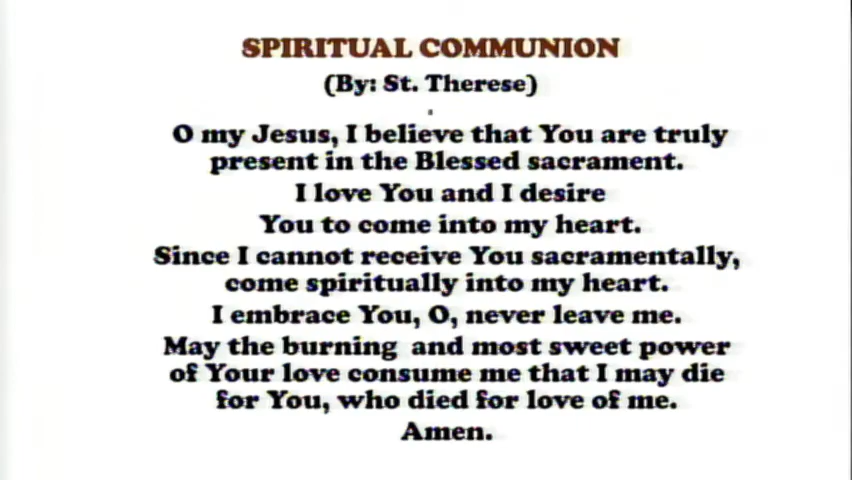 SPIRITUAL COMMUNION
(By: St. Therese)
O my Jesus, I believe that You are truly
present in the Blessed sacrament.
I love You and I desire
You to come into my heart.
Since I cannot receive You sacramentally,
come spiritually into my heart.
I embrace You, O, never leave me.
May the burning and most sweet power
of Your love consume me that I may die
for You, who died for love of me.
Amen.